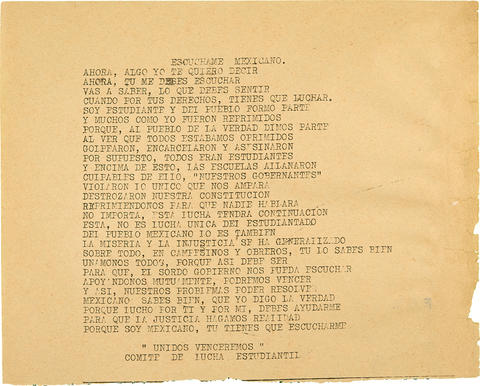 ESCUCHAME MEXICANO.
AHORA, ALGO YO TE QUIERO DECIR
AHORA, TU ME DEBES ESCUCHAR
VAS A SABER, LO QUE DEBES SENTIR
CUANDO POR TUS DERECHOS, TIENES QUE LUCHAR.
SOY ESTUDIANTE Y DEL PUEBLO FORMO PARTE
Y MUCHOS COMO YO FUERON REPRIMIDOS
PORQUE, AL PUEBLO DE LA VERDAD DIMOS PARTE
AL VER QUE TODOS ESTABAMOS OPRIMIDOS
GOLPEARON, ENCARCELARON Y ASESINARON
POR SUPUESTO, TODOS ERAN ESTUDIANTES
Y ENCIMA DE ESTO, LAS ESCUELAS ALLANARON
CULPABLES DE ELLO, "NUESTROS GOBERNANTES"
VIOLARON LO UNICO QUE NOS AMPARA
DESTROZARON NUESTRA CONSTITUCION
REPRIMIENDONOS PARA QUE NADIE HABLARA
NO IMPORTA, ESTA LUCHA TENDRA CONTINUACION
ESTA, NO ES LUCHA UNICA DEL ESTUDIANTADO
DEL PUEBLO MEXICANO LO ES TAMBIEN
LA MISERIA Y LA INJUSTICIA SE HA GENERALIZADO
SOBRE TODO, EN CAMPESINOS Y OBREROS, TU LO SABES BIEN
UNAMONOS TODOS, PORQUE ASI DEBE SER
PARA QUE, EL SORDO GOBIERNO NOS PUEDA ESCUCHAR
APOYANDONOS MUTUAMENTE, PODREMOS VENCER
Y ASI, NUESTROS PROBLEMAS PODER RESOLVER
MEXICANO SABES BIEN, QUE YO DIGO LA VERDAD
PORQUE LUCHO POR TI Y POR MI, DEBES AYUDARME
PARA QUE LA JUSTICIA HAGAMOS REALIDAD
PORQUE SOY MEXICANO, TU TIENES QUE ESCUCHARME
" UNIDOS VENCEREMOS "
COMITE DE LUCHA ESTUDIANTIL